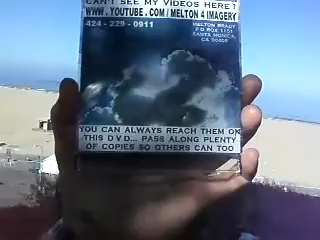 CAN'T SEE MY VIDEOS HERE?
WWW.YOUTUBE.COM/MELTON4IMAGERY
424-229-0911
MELTON BRADY
P O BOX 1151
SANTA MONICA,
CA 90406
YOU CAN ALWAYS REACH THEM ON
THIS DVD... PASS ALONG PLENTY
OF COPIES SO OTHERS CAN TOO